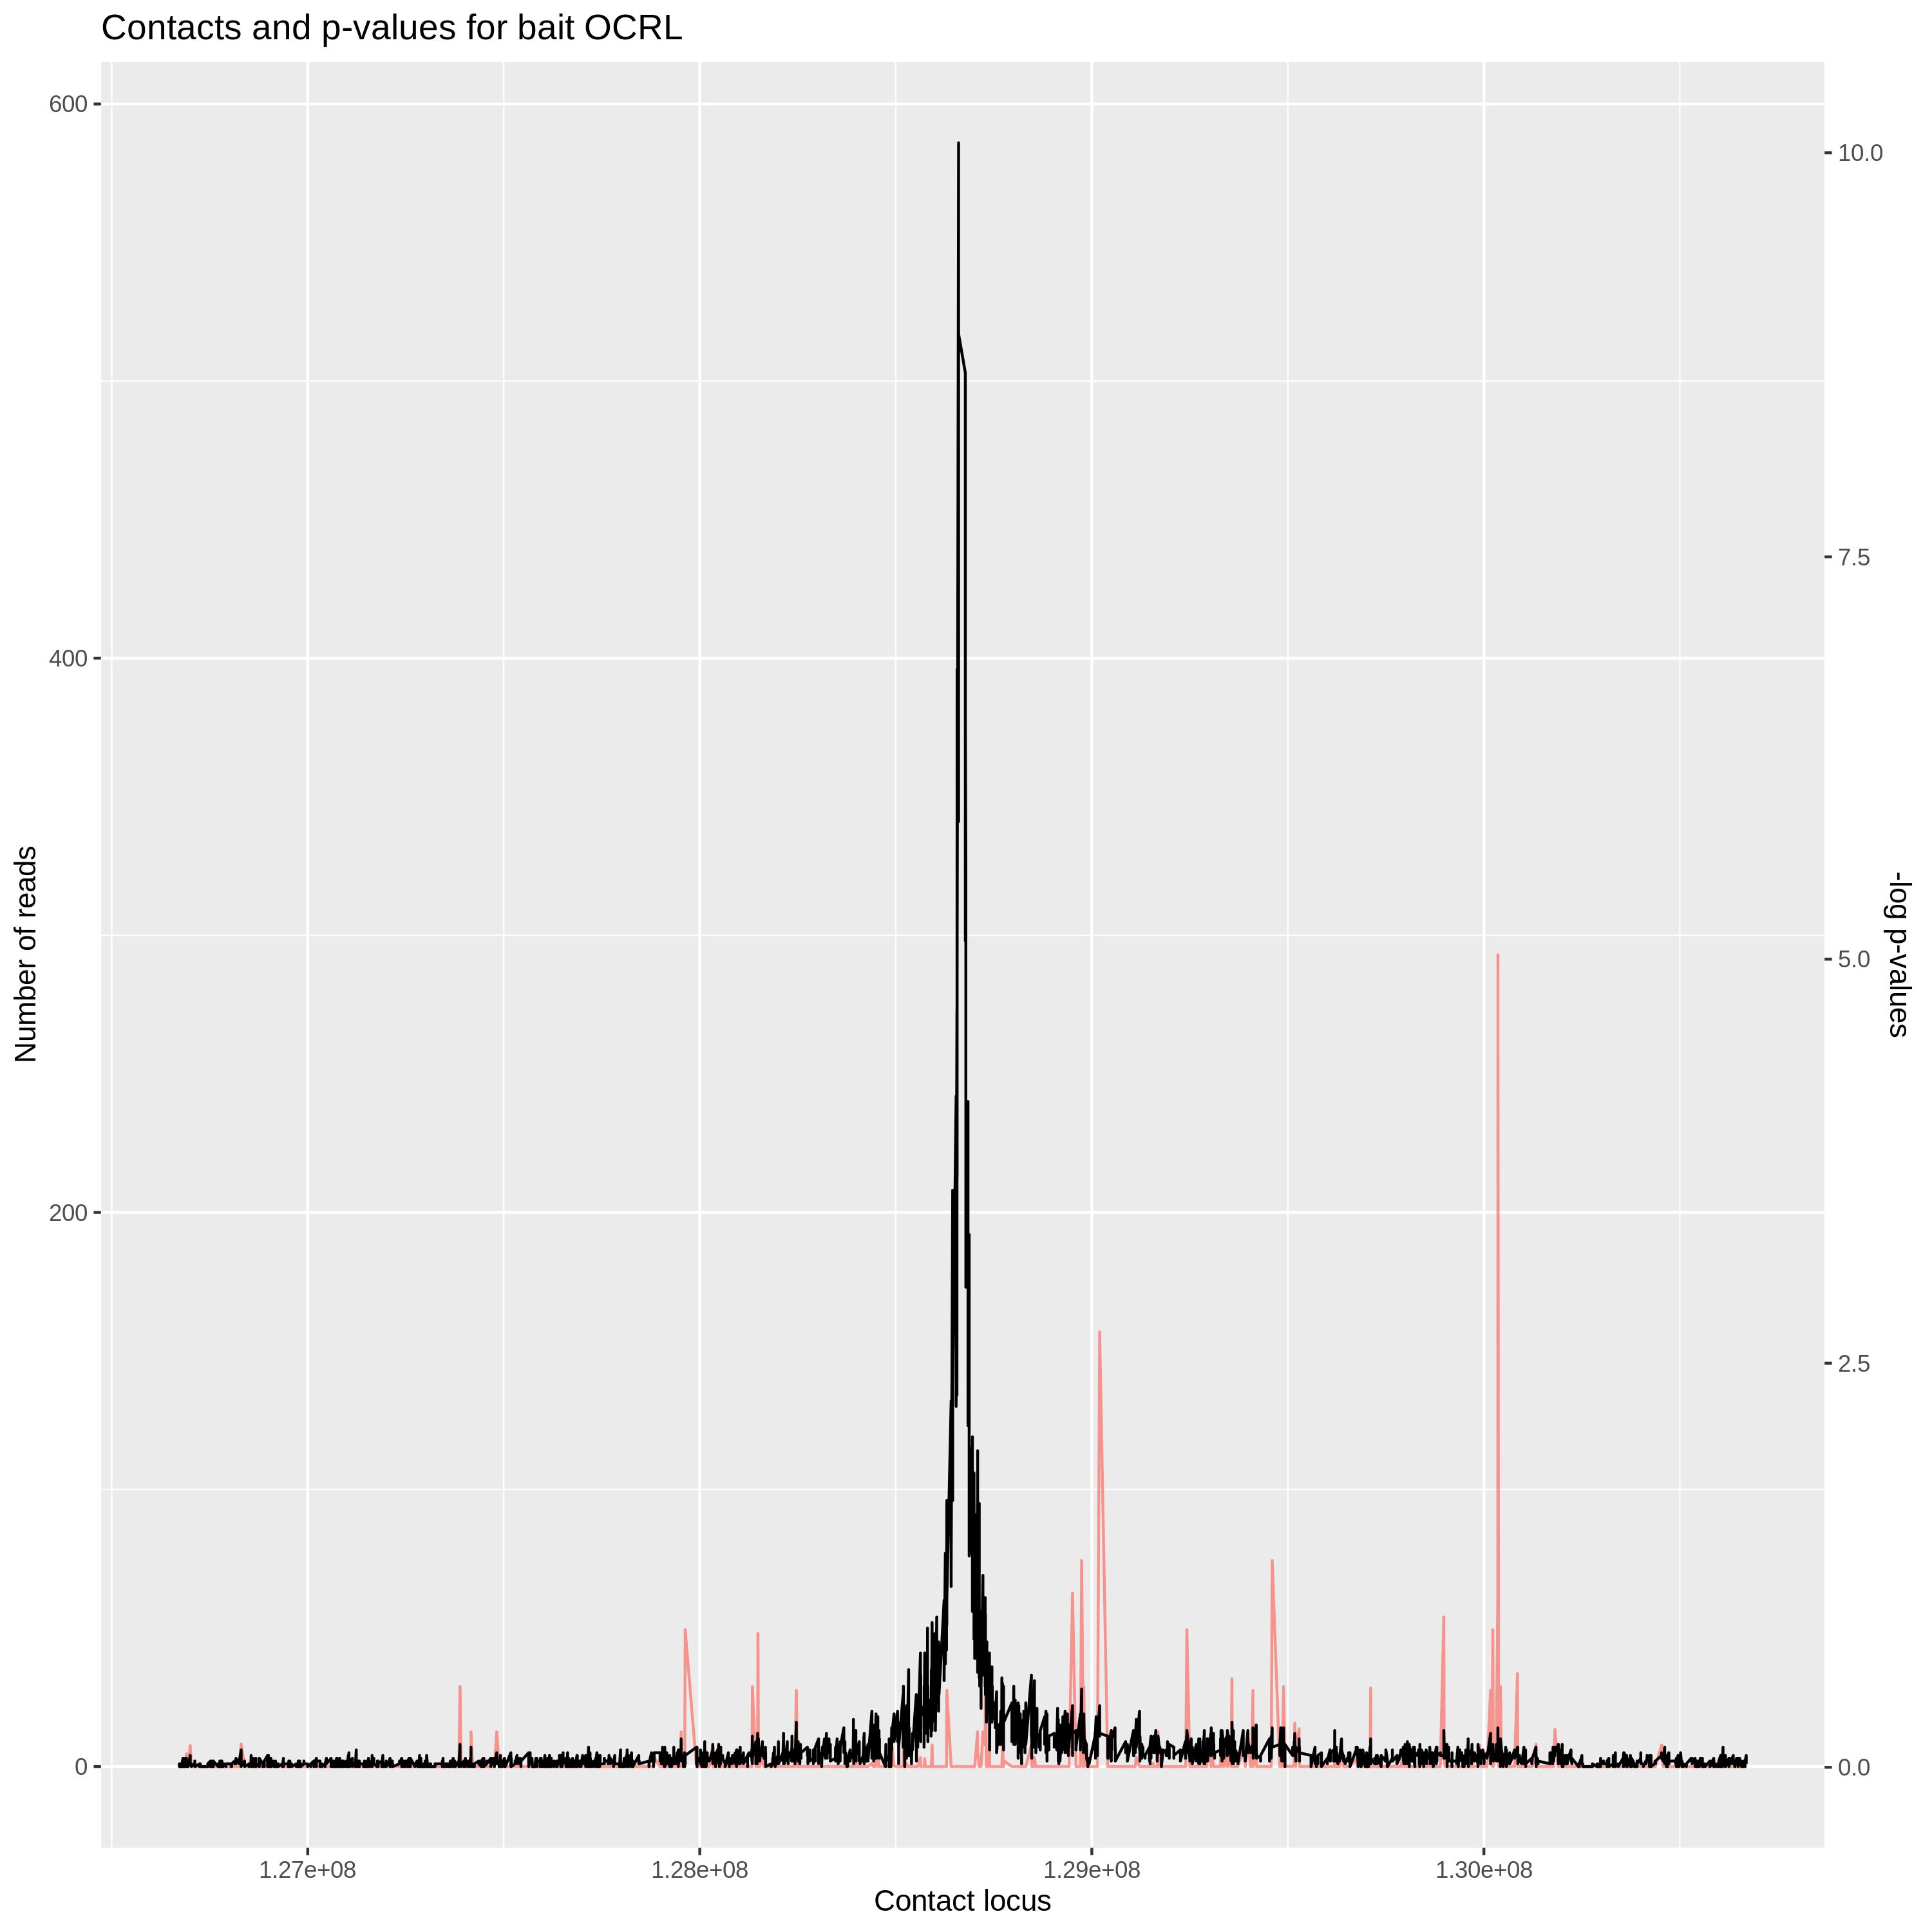 Contacts and p-values for bait OCRL
600
400
200
0
Number of reads
10.0
7.5
5.0
2.5
0.0
-log p-values
1.27e+08
1.28e+08
1.29e+08
1.30e+08
Contact locus